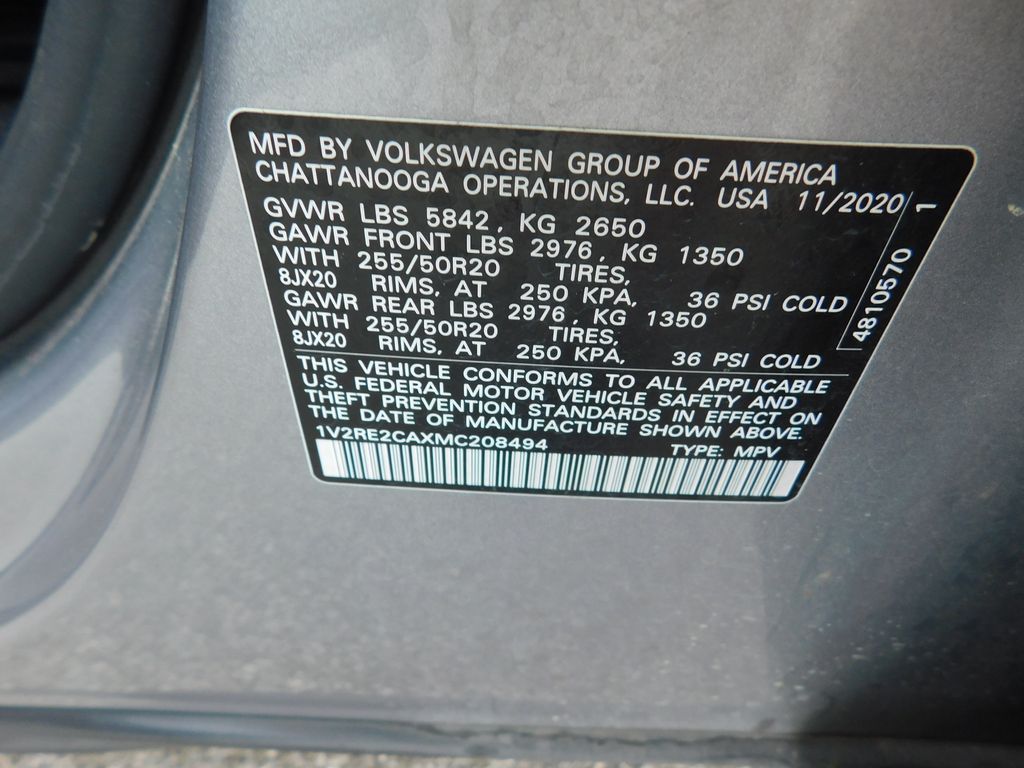 MFD BY VOLKSWAGEN GROUP OF AMERICA
CHATTANOOGA OPERATIONS, LLC. USA 11/2020
GVWR LBS 5842, KG 2650
GAWR FRONT LBS 2976, KG 1350
WITH 255/50R20 TIRES,
8JX20 RIMS, AT 250 KPA, 36 PSI COLD
GAWR REAR LBS 2976, KG 1350
WITH 255/50R20 TIRES,
8JX20 RIMS, AT 250 KPA, 36 PSI COLD
THIS VEHICLE CONFORMS TO ALL APPLICABLE
U.S. FEDERAL MOTOR VEHICLE SAFETY AND
THEFT PREVENTION STANDARDS IN EFFECT ON
THE DATE OF MANUFACTURE SHOWN ABOVE.
1V2RE2CAXMC208494 TYPE: MPV
4810570 1